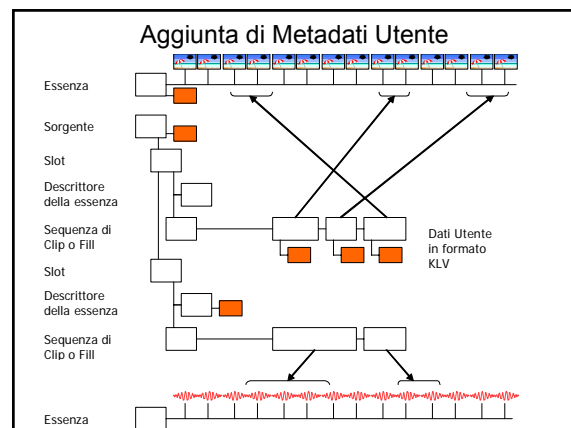 Aggiunta di Metadati Utente
Essenza
Sorgente
Slot
Descrittore
della essenza
Sequenza di
Clip o Fill
Dati Utente
in formato
KLV
Slot
Descrittore
della essenza
Sequenza di
Clip o Fill
Essenza